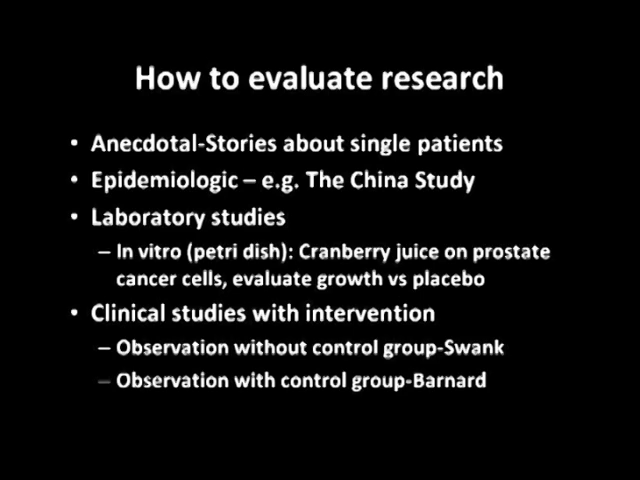 How to evaluate research
• Anecdotal-Stories about single patients
• Epidemiologic – e.g. The China Study
• Laboratory studies
– In vitro (petri dish): Cranberry juice on prostate
cancer cells, evaluate growth vs placebo
• Clinical studies with intervention
– Observation without control group-Swank
– Observation with control group-Barnard